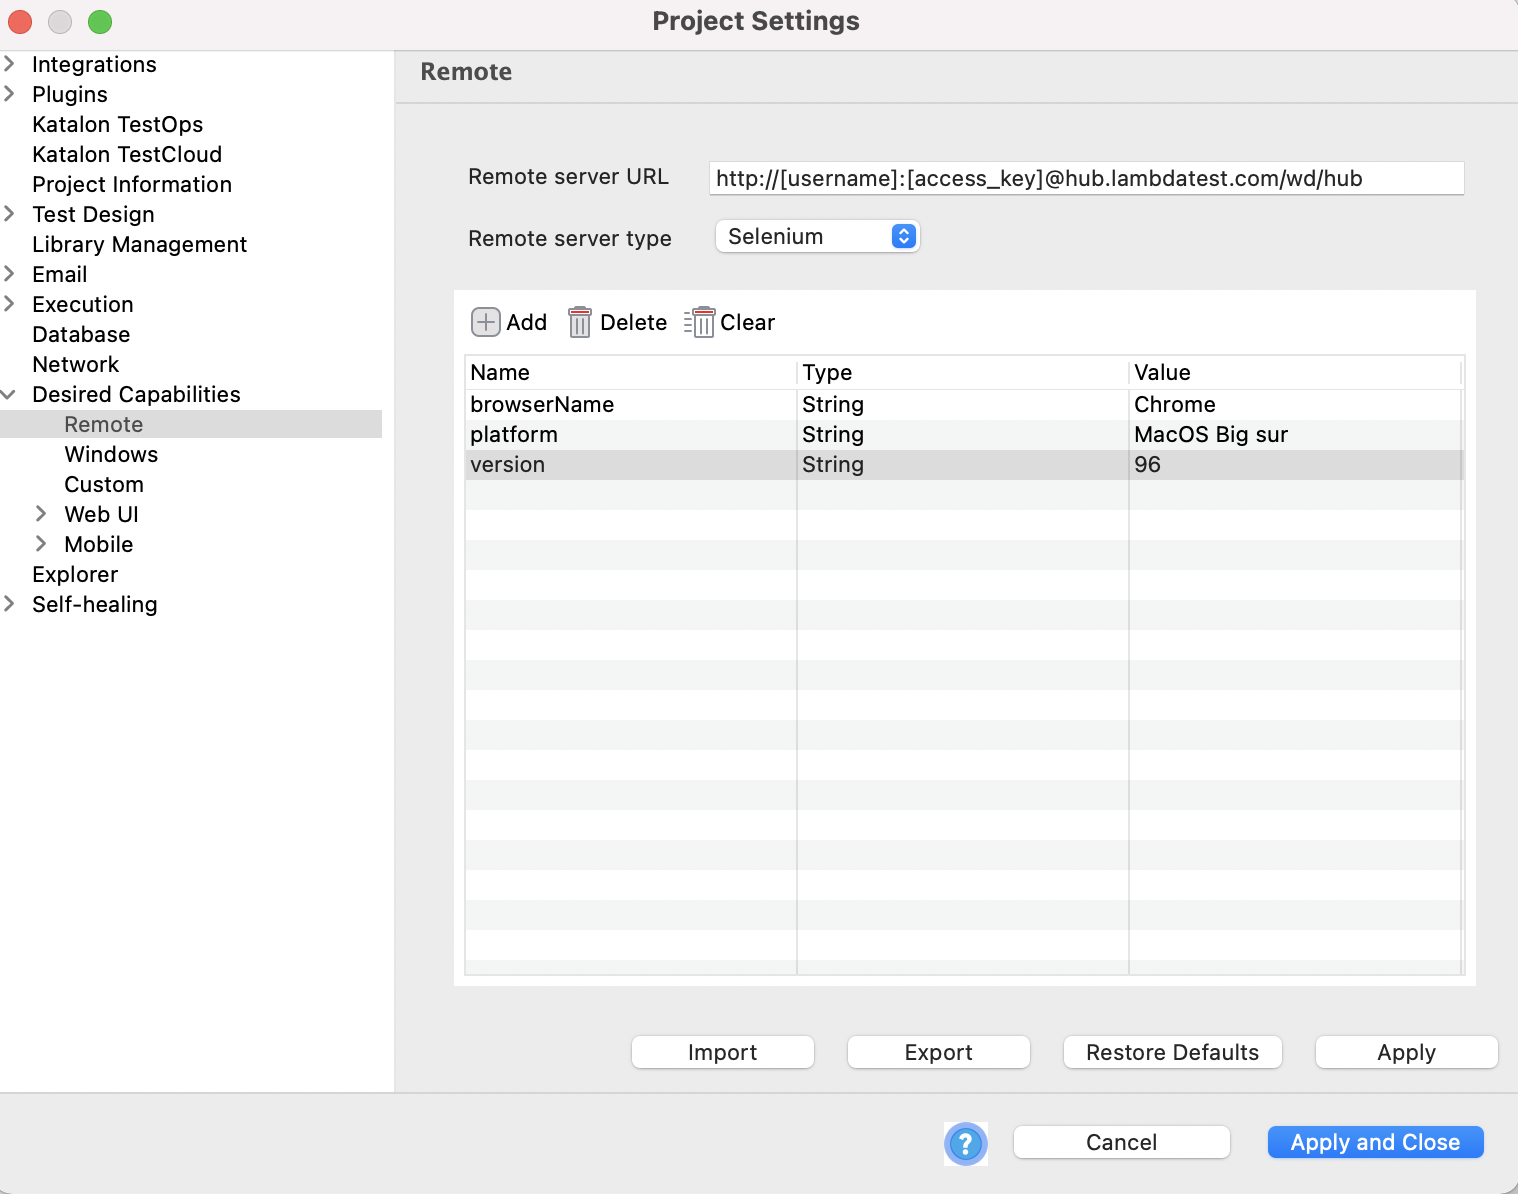 Project Settings
Integrations
Plugins
Katalon TestOps
Katalon TestCloud
Project Information
Test Design
Library Management
Email
Execution
Database
Network
Desired Capabilities
Remote
Windows
Custom
Web UI
Mobile
Explorer
Self-healing
Remote
Remote server URL http://[username]:[access_key]@hub.lambdatest.com/wd/hub
Remote server type Selenium
Add Delete Clear
Name Type Value
browserName String Chrome
platform String MacOS Big sur
version String 96
Import Export Restore Defaults Apply
? Cancel Apply and Close